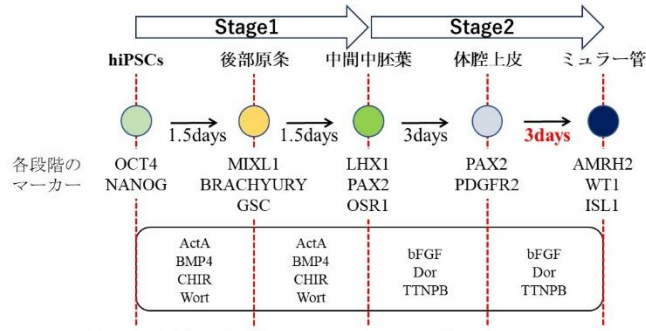 Stage1 Stage2
hiPSCs 後部原条 中間中胚葉 体腔上皮 ミュラー管
1.5days 1.5days 3days 3days
各段階の
マーカー
OCT4 MIXL1 LHX1 PAX2 AMRH2
NANOG BRACHYURY PAX2 PDGFR2 WT1
GSC OSR1 ISL1
ActA ActA
BMP4 BMP4
CHIR CHIR
Wort Wort
bFGF bFGF
Dor Dor
TTNPB TTNPB